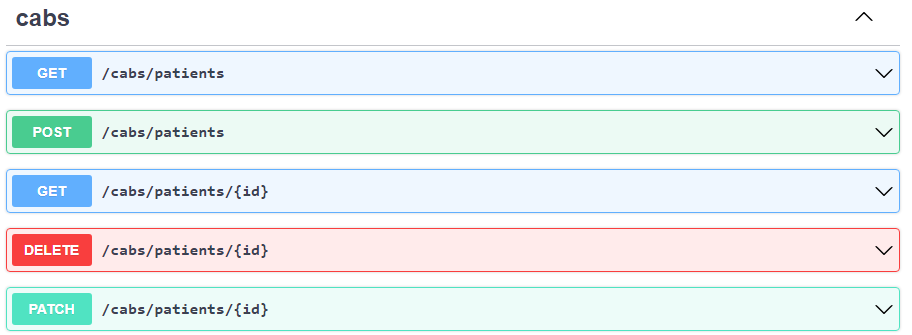 cabs
GET /cabs/patients
POST /cabs/patients
GET /cabs/patients/{id}
DELETE /cabs/patients/{id}
PATCH /cabs/patients/{id}